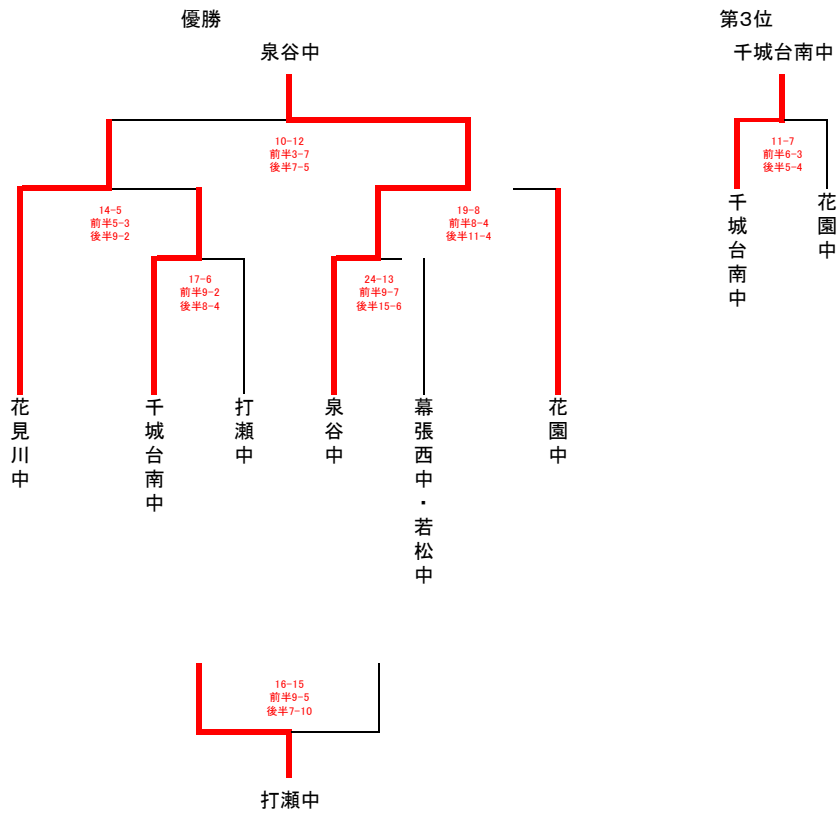 優勝
第3位
泉谷中
千城台南中
10-12
前半3-7
後半7-5
11-7
前半6-3
後半5-4
千城台南中
花園中
14-5
前半5-3
後半9-2
19-8
前半8-4
後半11-4
17-6
前半9-2
後半8-4
24-13
前半9-7
後半15-6
花見川中
千城台南中
打瀬中
泉谷中
幕張西中・若松中
花園中
16-15
前半9-5
後半7-10
打瀬中